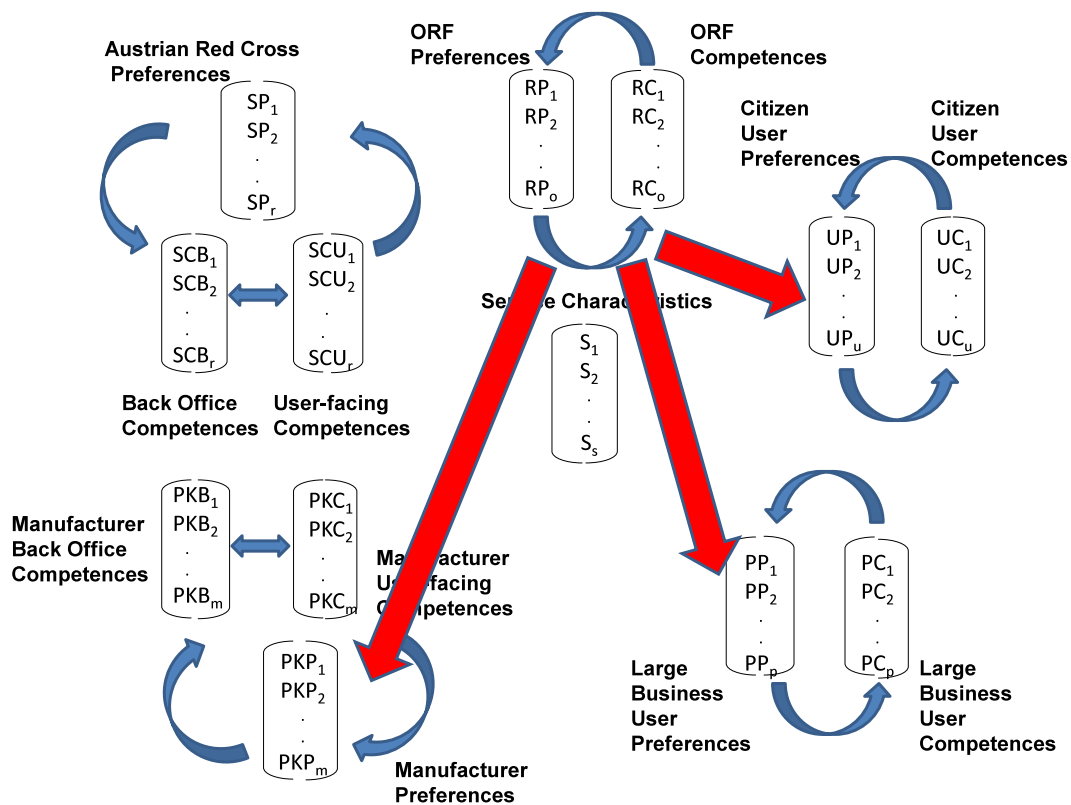 Austrian Red Cross
Preferences
SP1
SP2
.
.
SPr
SCB1
SCB2
.
.
SCBr
SCU1
SCU2
.
.
SCUr
Back Office
Competences
User-facing
Competences
ORF
Preferences
ORF
Competences
RP1
RP2
.
.
RPo
RC1
RC2
.
.
RCo
Citizen
User
Preferences
Citizen
User
Competences
UP1
UP2
.
.
UPu
UC1
UC2
.
.
UCu
Service Characteristics
S1
S2
.
.
Ss
Manufacturer
Back Office
Competences
PKB1
PKB2
.
.
PKBm
PKC1
PKC2
.
.
PKCm
Manufacturer
User-facing
Competences
PKP1
PKP2
.
.
PKPm
Manufacturer
Preferences
PP1
PP2
.
.
PPp
PC1
PC2
.
.
PCp
Large
Business
User
Preferences
Large
Business
User
Competences